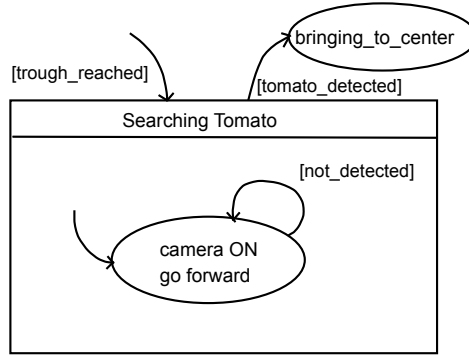 bringing_to_center
[trough_reached]
[tomato_detected]
Searching Tomato
[not_detected]
camera ON
go forward